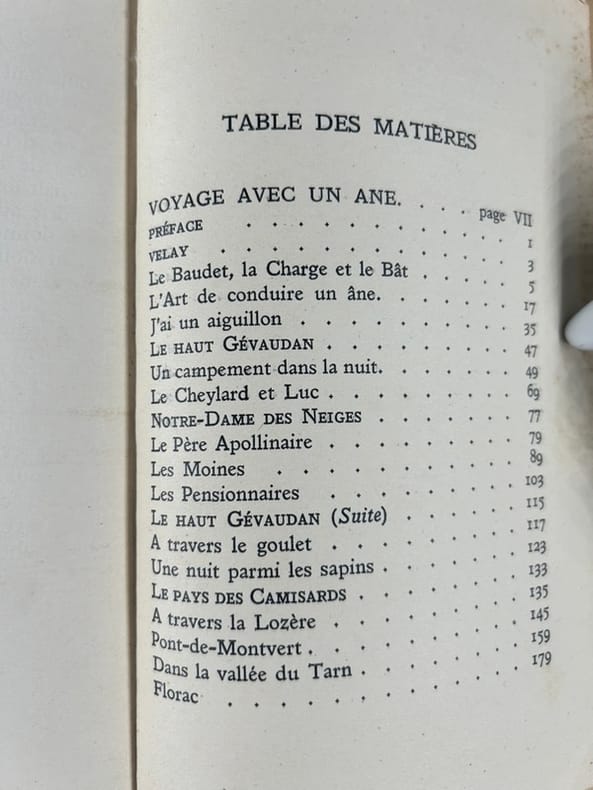 TABLE DES MATIÈRES
VOYAGE AVEC UN ANE. . . . page VII
PRÉFACE . . . . . . . . . 1
VELAY . . . . . . . . . 3
Le Baudet, la Charge et le Bât . . . . 5
L'Art de conduire un âne. . . . . . 17
J'ai un aiguillon . . . . . . . . 35
LE HAUT GÉVAUDAN . . . . . . . 47
Un campement dans la nuit. . . . . . 49
Le Cheylard et Luc . . . . . . . 69
NOTRE-DAME DES NEIGES . . . . . . 77
Le Père Apollinaire . . . . . . . 79
Les Moines . . . . . . . . . 89
Les Pensionnaires . . . . . . . 103
LE HAUT GÉVAUDAN (Suite) . . . . . 115
A travers le goulet . . . . . . . 117
Une nuit parmi les sapins . . . . . . 123
LE PAYS DES CAMISARDS . . . . . . 133
A travers la Lozère . . . . . . . 135
Pont-de-Montvert . . . . . . . . 145
Dans la vallée du Tarn . . . . . . 159
Florac . . . . . . . . . . 179